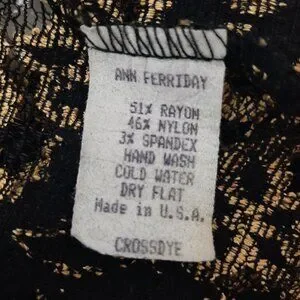 ANN FERRIDAY
51% RAYON
46% NYLON
3% SPANDEX
HAND WASH
COLD WATER
DRY FLAT
Made in U.S.A.
CROSSDYE